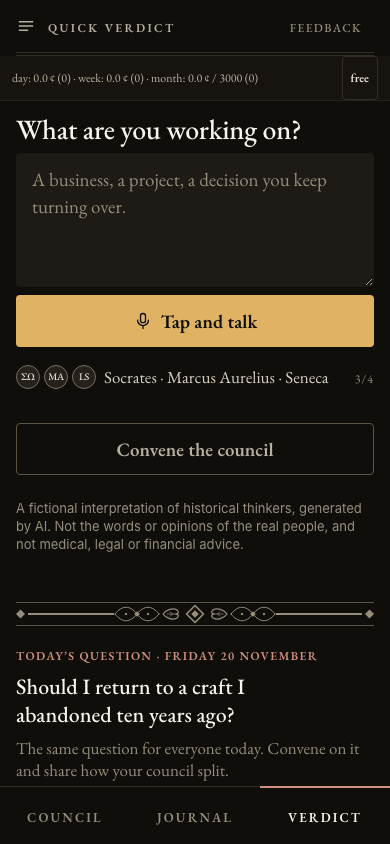 QUICK VERDICT
FEEDBACK
day: 0.0 ¢ (0) · week: 0.0 ¢ (0) · month: 0.0 ¢ / 3000 (0)
free
What are you working on?
A business, a project, a decision you keep
turning over.
Tap and talk
ΣΩ MA LS Socrates · Marcus Aurelius · Seneca 3/4
Convene the council
A fictional interpretation of historical thinkers, generated
by AI. Not the words or opinions of the real people, and
not medical, legal or financial advice.
TODAY'S QUESTION · FRIDAY 20 NOVEMBER
Should I return to a craft I
abandoned ten years ago?
The same question for everyone today. Convene on it
and share how your council split.
COUNCIL JOURNAL VERDICT